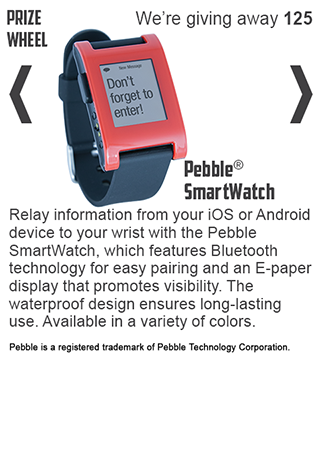 PRIZE
WHEEL
We're giving away 125
New Message
Don't
forget to
enter!
Pebble®
SmartWatch
Relay information from your iOS or Android
device to your wrist with the Pebble
SmartWatch, which features Bluetooth
technology for easy pairing and an E-paper
display that promotes visibility. The
waterproof design ensures long-lasting
use. Available in a variety of colors.
Pebble is a registered trademark of Pebble Technology Corporation.